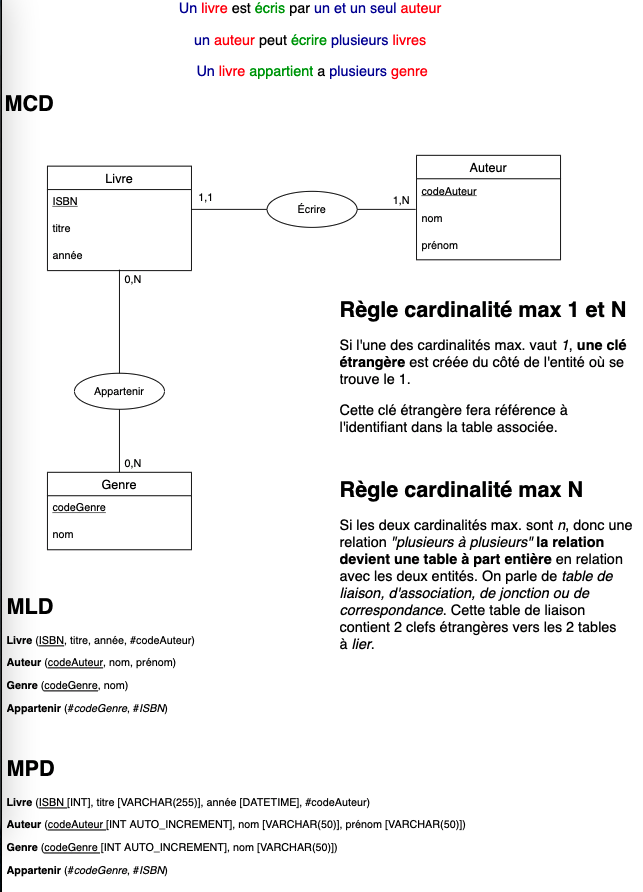 Un livre est écris par un et un seul auteur
un auteur peut écrire plusieurs livres
Un livre appartient a plusieurs genre
MCD
Livre
ISBN
titre
année
1,1
Écrire
1,N
Auteur
codeAuteur
nom
prénom
0,N
Appartenir
0,N
Genre
codeGenre
nom
Règle cardinalité max 1 et N
Si l'une des cardinalités max. vaut 1, une clé
étrangère est créée du côté de l'entité où se
trouve le 1.
Cette clé étrangère fera référence à
l'identifiant dans la table associée.
Règle cardinalité max N
Si les deux cardinalités max. sont n, donc une
relation "plusieurs à plusieurs" la relation
devient une table à part entière en relation
avec les deux entités. On parle de table de
liaison, d'association, de jonction ou de
correspondance. Cette table de liaison
contient 2 clefs étrangères vers les 2 tables
à lier.
MLD
Livre (ISBN, titre, année, #codeAuteur)
Auteur (codeAuteur, nom, prénom)
Genre (codeGenre, nom)
Appartenir (#codeGenre, #ISBN)
MPD
Livre (ISBN [INT], titre [VARCHAR(255)], année [DATETIME], #codeAuteur)
Auteur (codeAuteur [INT AUTO_INCREMENT], nom [VARCHAR(50)], prénom [VARCHAR(50)])
Genre (codeGenre [INT AUTO_INCREMENT], nom [VARCHAR(50)])
Appartenir (#codeGenre, #ISBN)